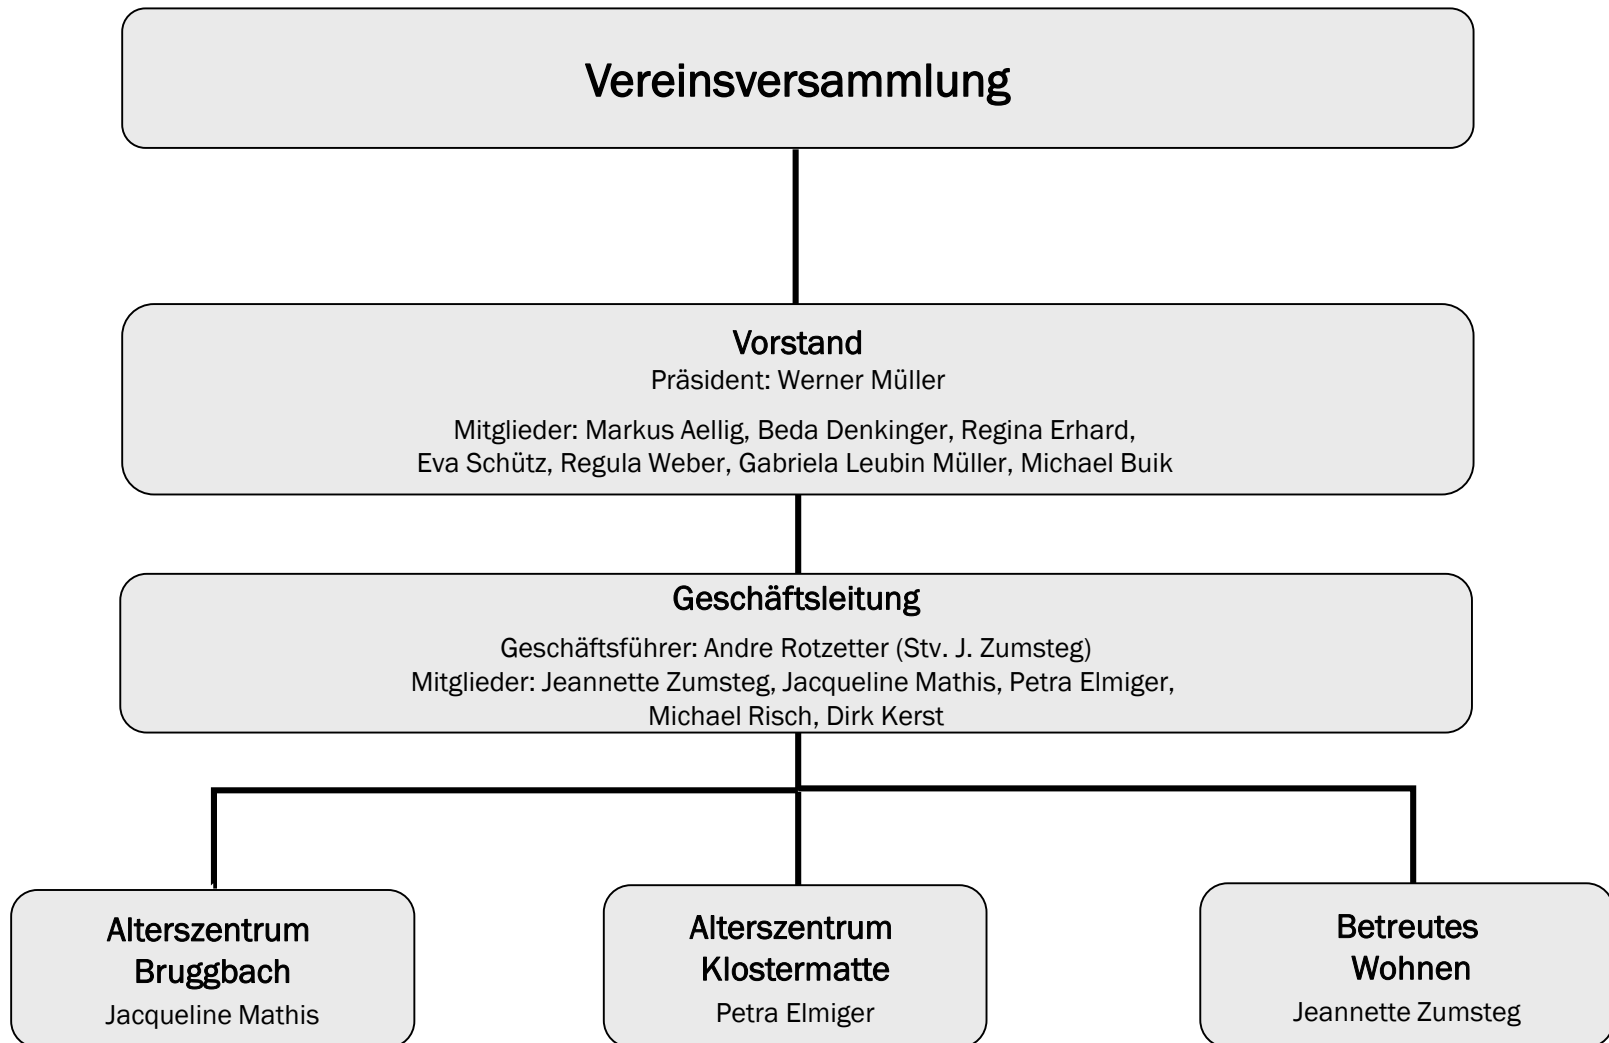 Vereinsversammlung
Vorstand
Präsident: Werner Müller
Mitglieder: Markus Aellig, Beda Denkinger, Regina Erhard,
Eva Schütz, Regula Weber, Gabriela Leubin Müller, Michael Buik
Geschäftsleitung
Geschäftsführer: Andre Rotzetter (Stv. J. Zumsteg)
Mitglieder: Jeannette Zumsteg, Jacqueline Mathis, Petra Elmiger,
Michael Risch, Dirk Kerst
Alterszentrum
Bruggbach
Jacqueline Mathis
Alterszentrum
Klostermatte
Petra Elmiger
Betreutes
Wohnen
Jeannette Zumsteg